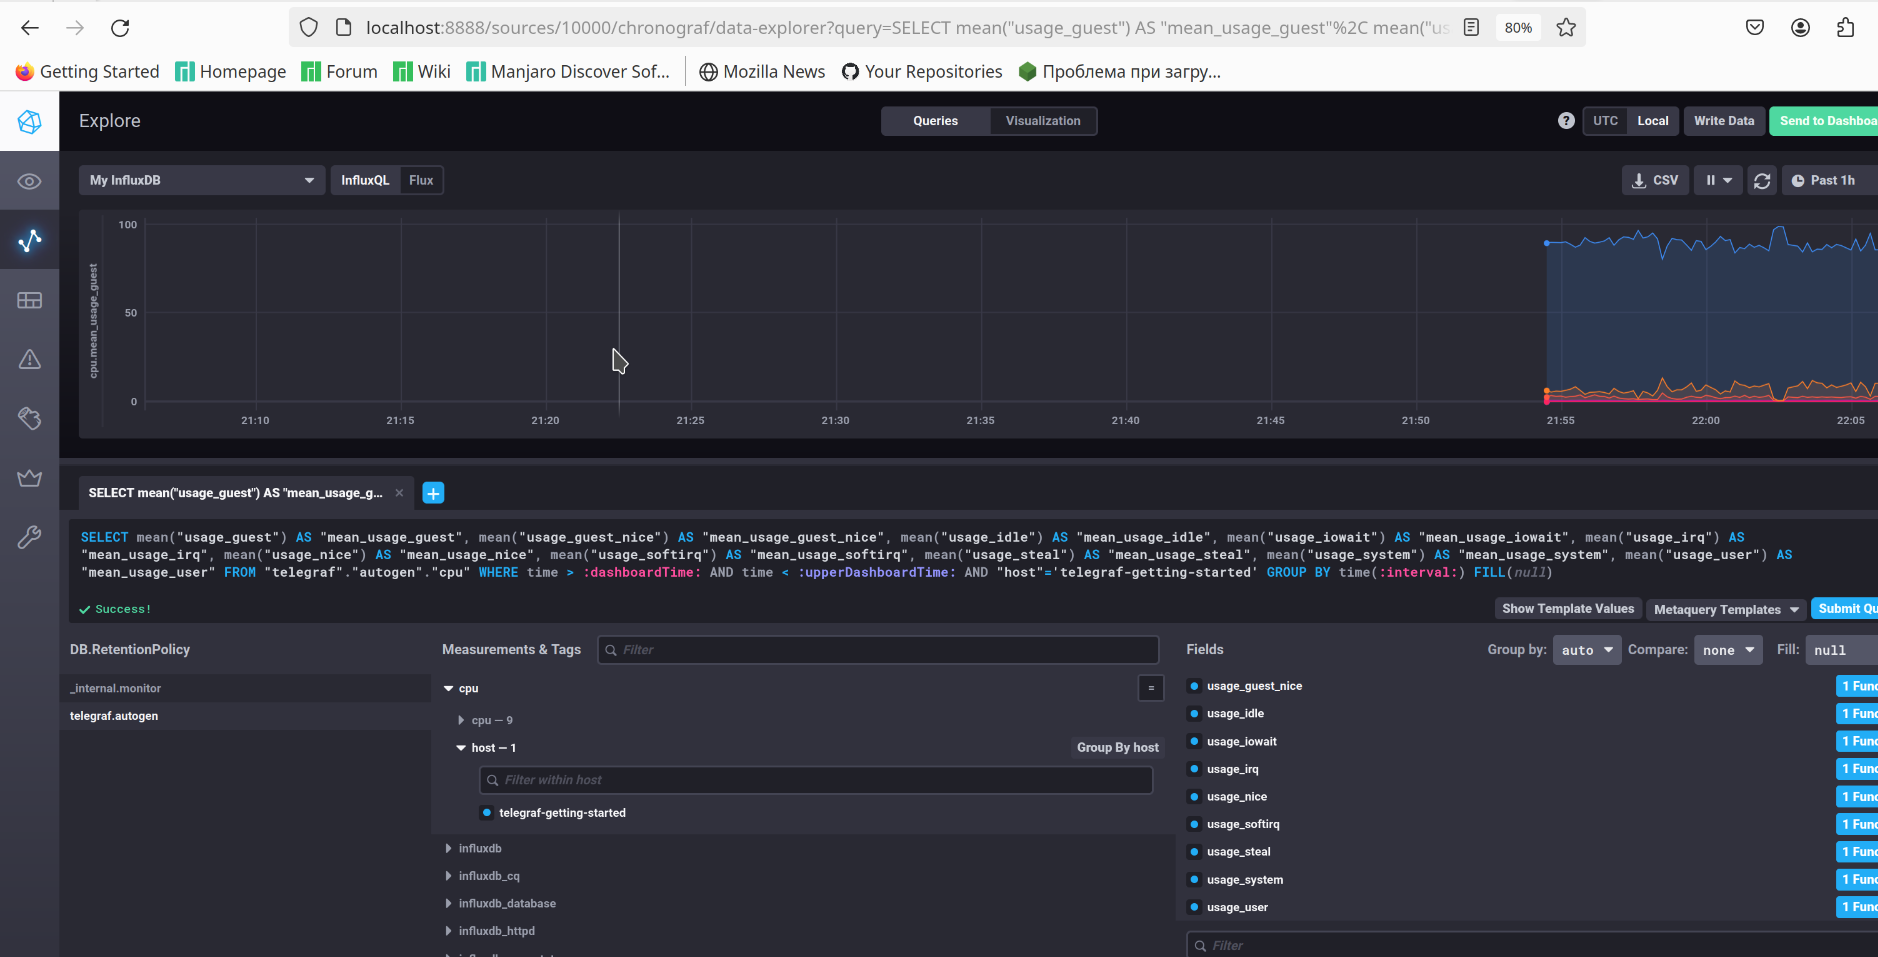 localhost:8888/sources/10000/chronograf/data-explorer?query=SELECT mean("usage_guest") AS "mean_usage_guest"%2C mean("us
80%
Getting Started
Homepage
Forum
Wiki
Manjaro Discover Sof...
Mozilla News
Your Repositories
Проблема при загру...
Explore
Queries
Visualization
?
UTC
Local
Write Data
Send to Dashboa
My InfluxDB
InfluxQL
Flux
CSV
Past 1h
cpu.mean_usage_guest
100
50
0
21:10
21:15
21:20
21:25
21:30
21:35
21:40
21:45
21:50
21:55
22:00
22:05
SELECT mean("usage_guest") AS "mean_usage_g...
SELECT mean("usage_guest") AS "mean_usage_guest", mean("usage_guest_nice") AS "mean_usage_guest_nice", mean("usage_idle") AS "mean_usage_idle", mean("usage_iowait") AS "mean_usage_iowait", mean("usage_irq") AS
"mean_usage_irq", mean("usage_nice") AS "mean_usage_nice", mean("usage_softirq") AS "mean_usage_softirq", mean("usage_steal") AS "mean_usage_steal", mean("usage_system") AS "mean_usage_system", mean("usage_user") AS
"mean_usage_user" FROM "telegraf"."autogen"."cpu" WHERE time > :dashboardTime: AND time < :upperDashboardTime: AND "host"='telegraf-getting-started' GROUP BY time(:interval:) FILL(null)
Success!
Show Template Values
Metaquery Templates
Submit Qu
DB.RetentionPolicy
_internal.monitor
telegraf.autogen
Measurements & Tags
Filter
cpu
=
cpu — 9
host — 1
Group By host
Filter within host
telegraf-getting-started
influxdb
influxdb_cq
influxdb_database
influxdb_httpd
Fields
Group by:
auto
Compare:
none
Fill:
null
usage_guest_nice
1 Func
usage_idle
1 Func
usage_iowait
1 Func
usage_irq
1 Func
usage_nice
1 Func
usage_softirq
1 Func
usage_steal
1 Func
usage_system
1 Func
usage_user
1 Func
Filter